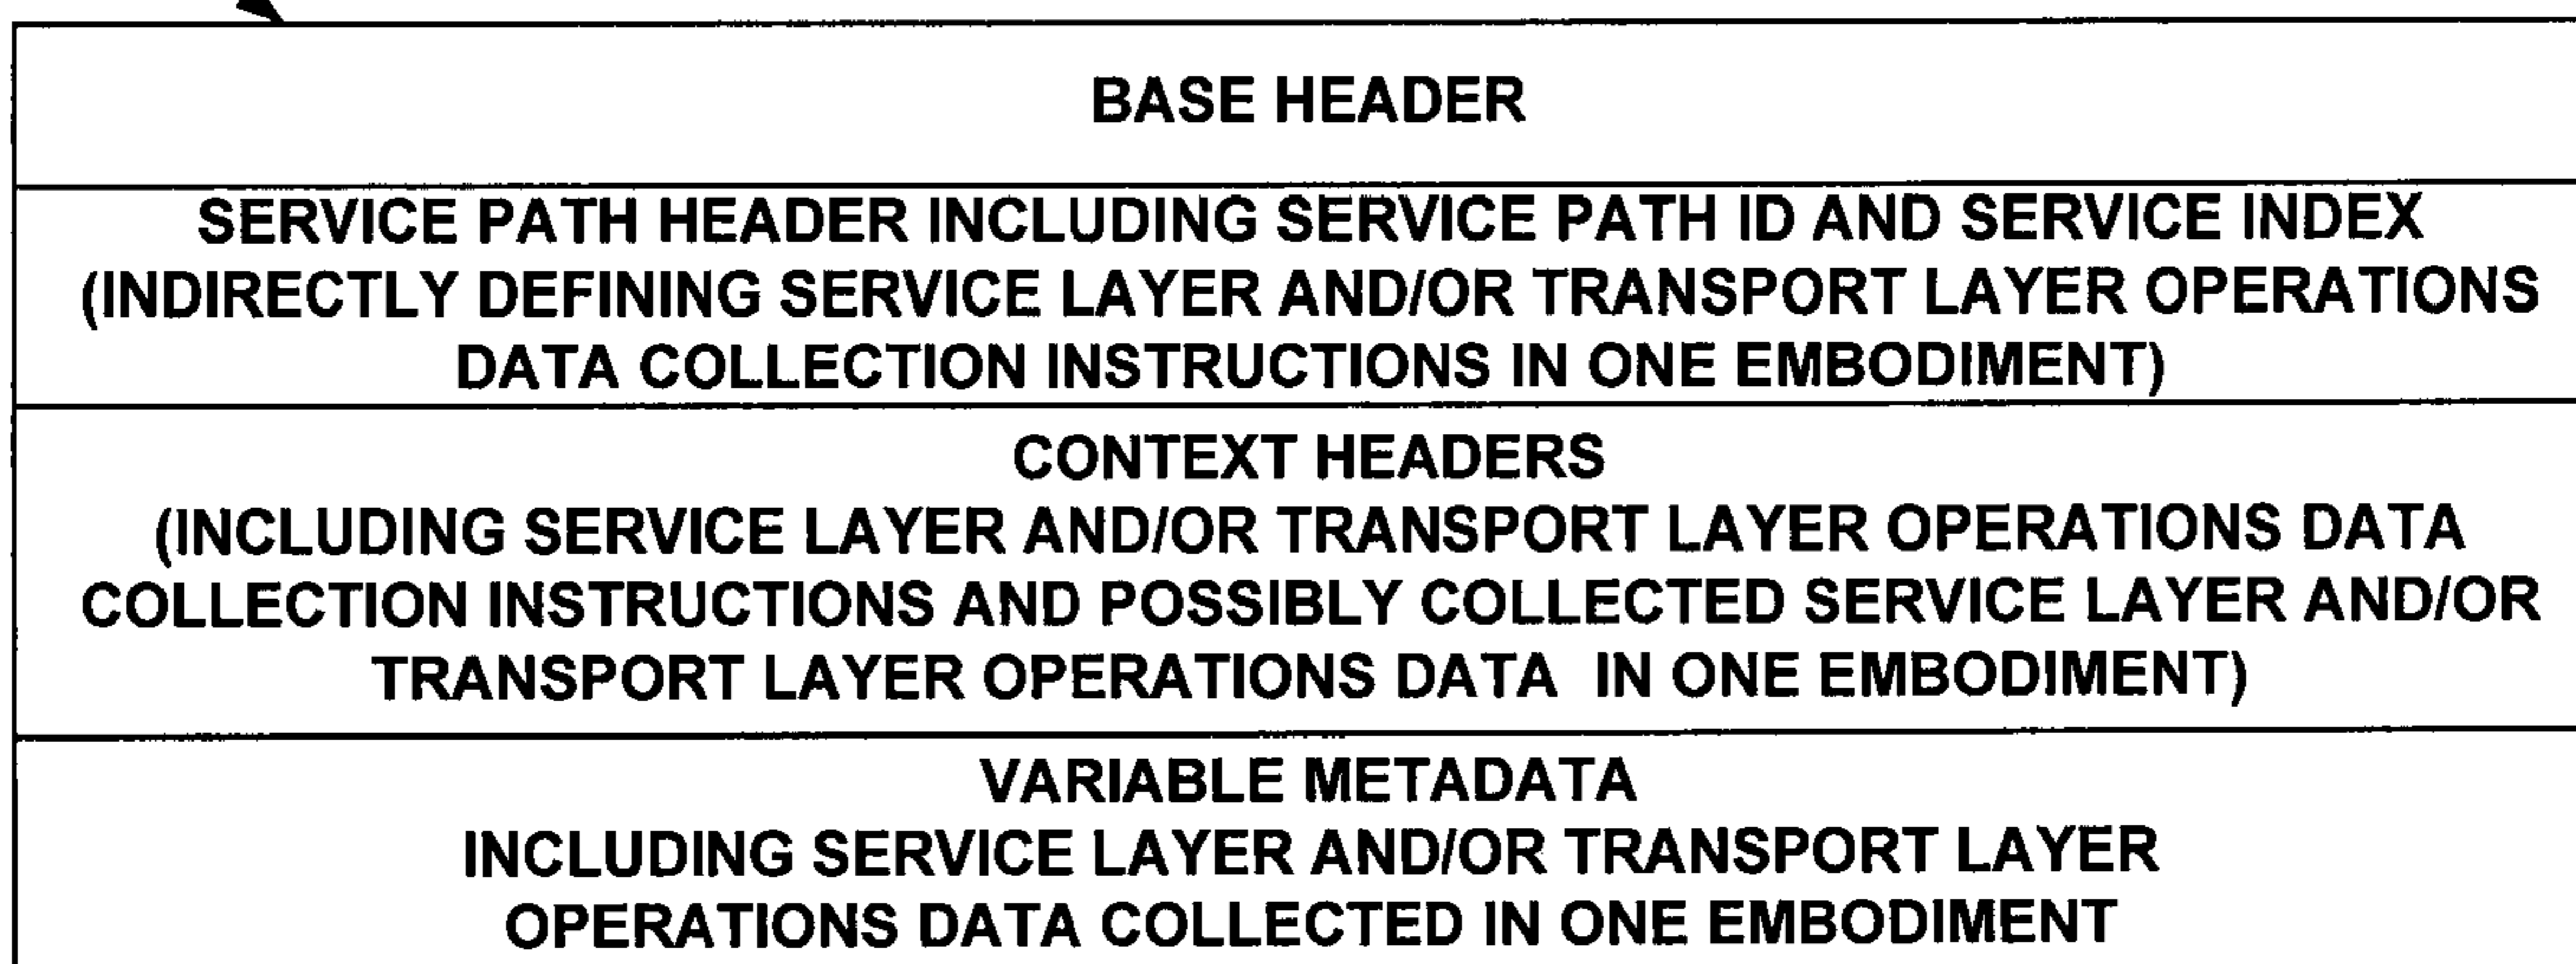 BASE HEADER
SERVICE PATH HEADER INCLUDING SERVICE PATH ID AND SERVICE INDEX
(INDIRECTLY DEFINING SERVICE LAYER AND/OR TRANSPORT LAYER OPERATIONS
DATA COLLECTION INSTRUCTIONS IN ONE EMBODIMENT)
CONTEXT HEADERS
(INCLUDING SERVICE LAYER AND/OR TRANSPORT LAYER OPERATIONS DATA
COLLECTION INSTRUCTIONS AND POSSIBLY COLLECTED SERVICE LAYER AND/OR
TRANSPORT LAYER OPERATIONS DATA IN ONE EMBODIMENT)
VARIABLE METADATA
INCLUDING SERVICE LAYER AND/OR TRANSPORT LAYER
OPERATIONS DATA COLLECTED IN ONE EMBODIMENT